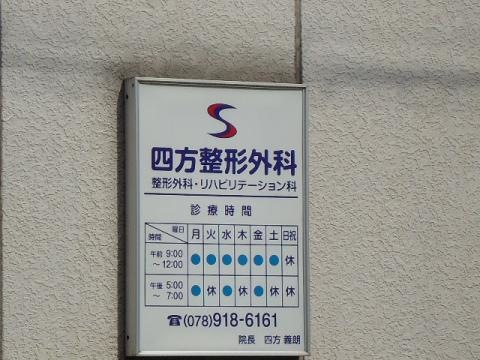 四方整形外科
整形外科・リハビリテーション科
診療時間
曜日 月 火 水 木 金 土 日祝
時間
午前 9:00 ～ 12:00 ● ● ● ● ● ● 休
午後 5:00 ～ 7:00 ● 休 ● 休 ● 休 休
☎(078)918-6161
院長 四方 義朗